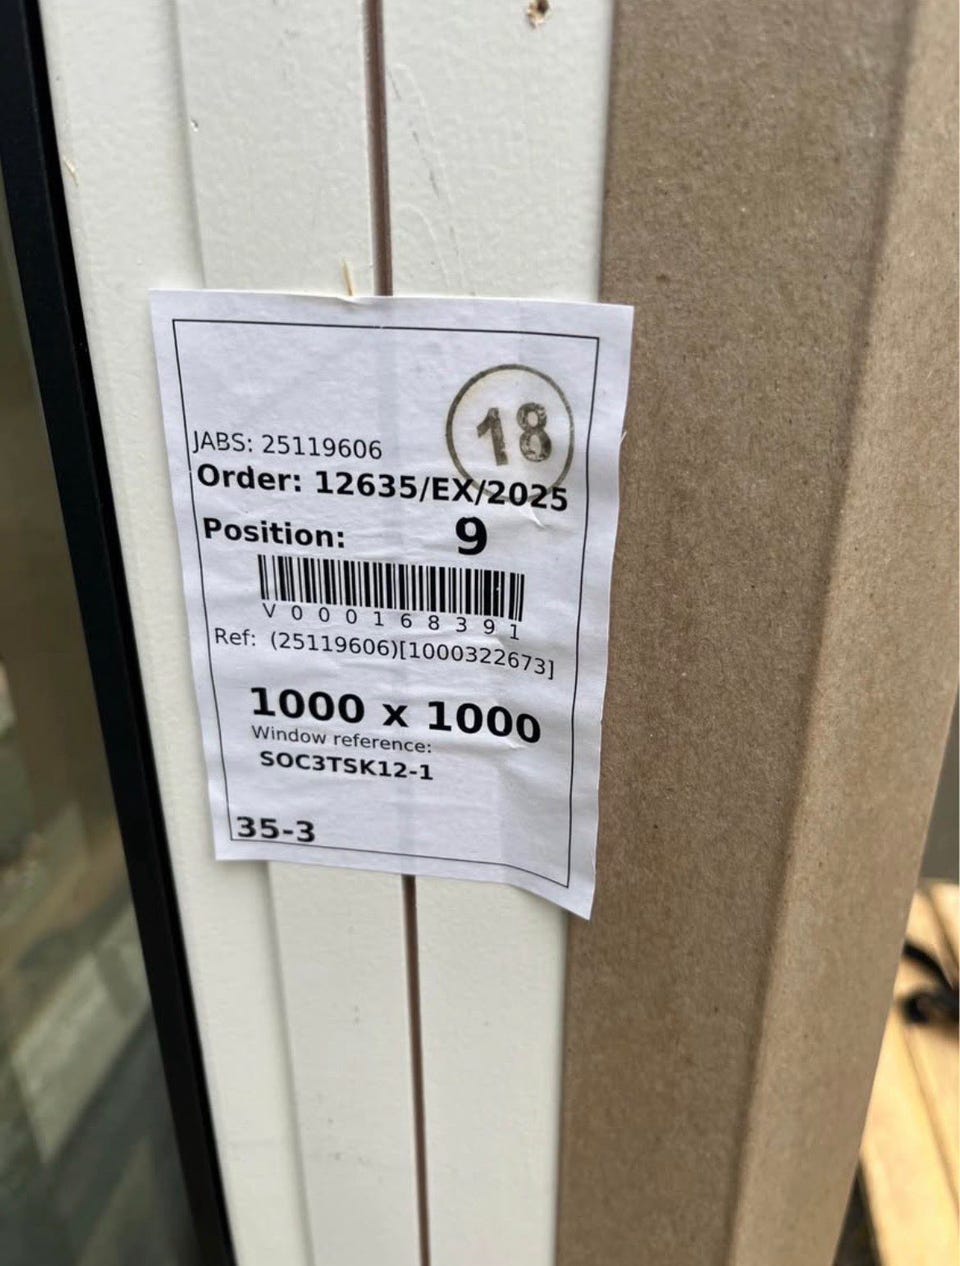 18
JABS: 25119606
Order: 12635/EX/2025
Position: 9
V000168391
Ref: (25119606)[1000322673]
1000 x 1000
Window reference:
SOC3TSK12-1
35-3